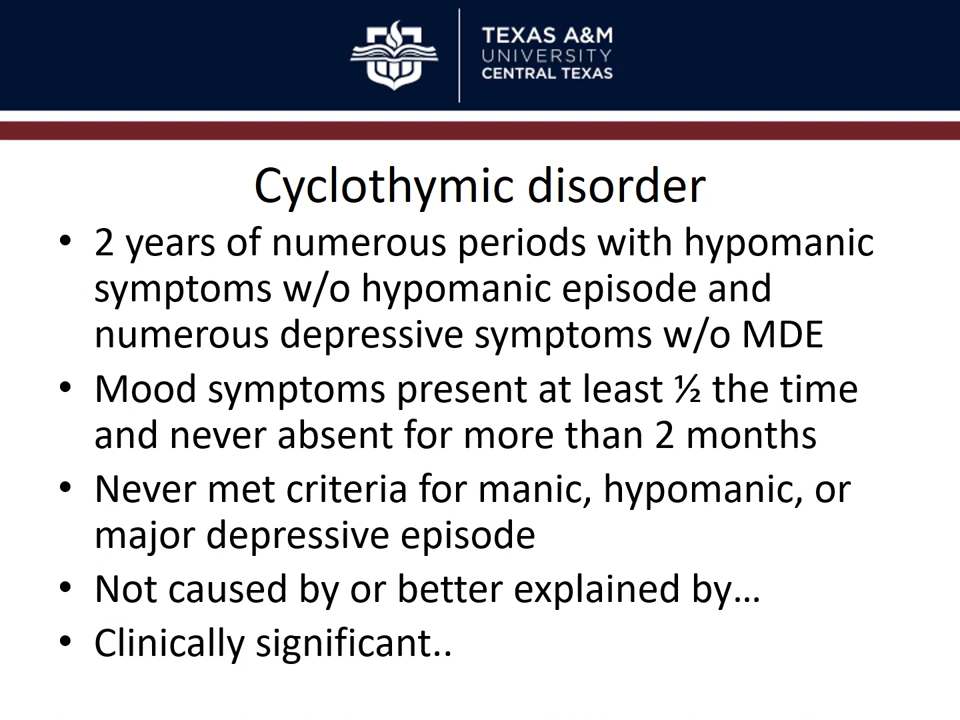 TEXAS A&M
UNIVERSITY
CENTRAL TEXAS
Cyclothymic disorder
• 2 years of numerous periods with hypomanic
symptoms w/o hypomanic episode and
numerous depressive symptoms w/o MDE
• Mood symptoms present at least ½ the time
and never absent for more than 2 months
• Never met criteria for manic, hypomanic, or
major depressive episode
• Not caused by or better explained by…
• Clinically significant..